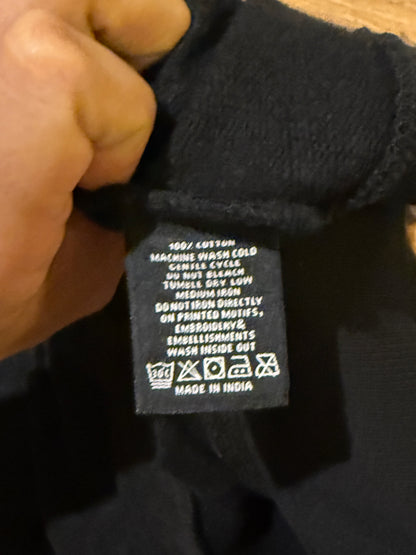 100% COTTON
MACHINE WASH COLD
GENTLE CYCLE
DO NOT BLEACH
TUMBLE DRY LOW
MEDIUM IRON
DO NOT IRON DIRECTLY
ON PRINTED MOTIFS,
EMBROIDERY &
EMBELLISHMENTS
WASH INSIDE OUT
30C
MADE IN INDIA